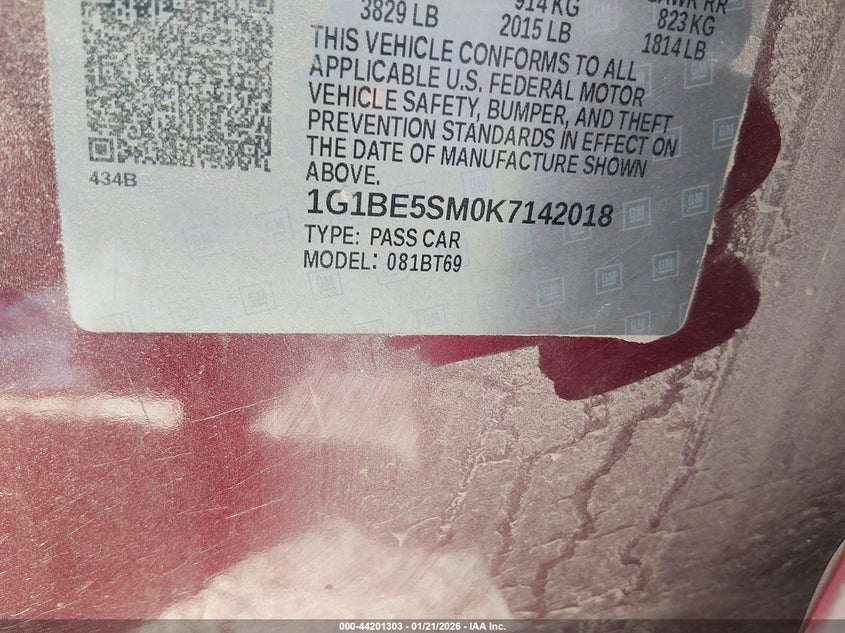 3829 LB
914 KG
2015 LB
GAWR RR
823 KG
1814 LB
THIS VEHICLE CONFORMS TO ALL
APPLICABLE U.S. FEDERAL MOTOR
VEHICLE SAFETY, BUMPER, AND THEFT
PREVENTION STANDARDS IN EFFECT ON
THE DATE OF MANUFACTURE SHOWN
ABOVE.
434B
1G1BE5SM0K7142018
TYPE: PASS CAR
MODEL: 081BT69
000-44201303 - 01/21/2026 - IAA Inc.